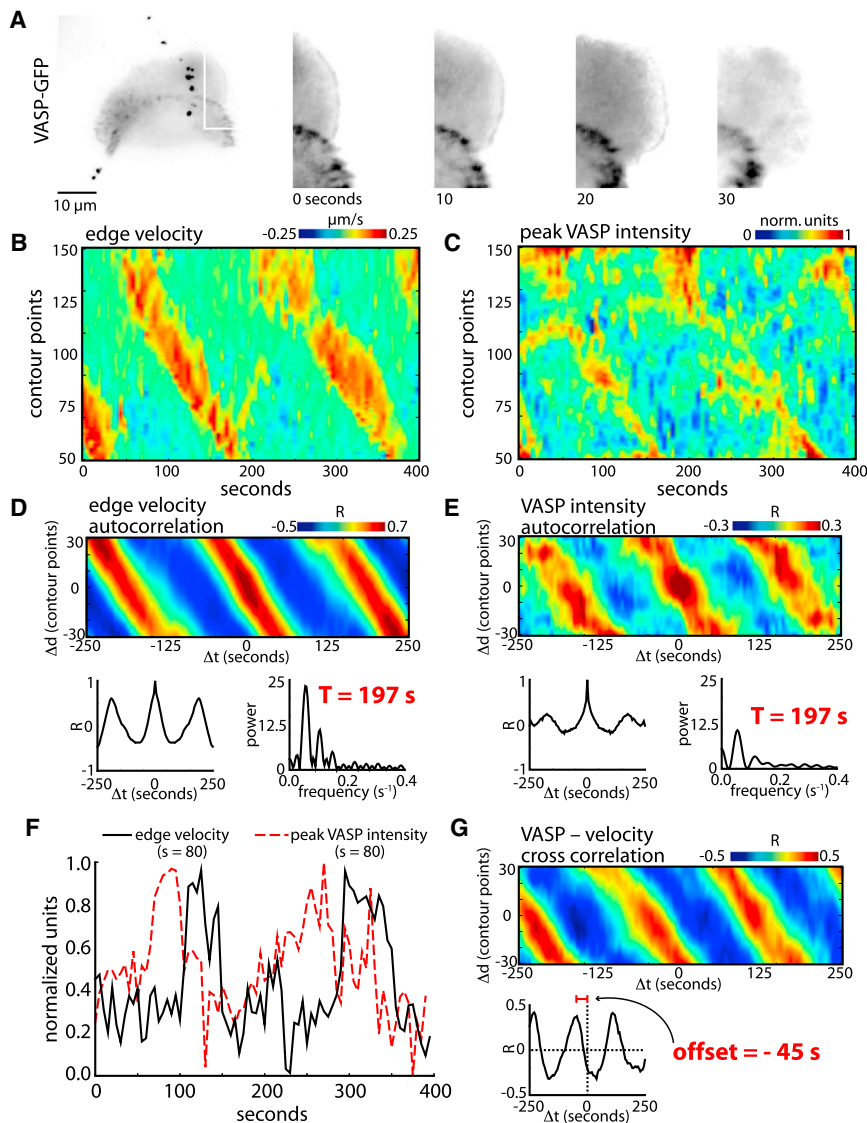 A
VASP-GFP
10 μm
0 seconds
10
20
30
B
edge velocity
μm/s
-0.25
0.25
contour points
150
125
100
75
50
0
100
200
300
400
seconds
C
peak VASP intensity
norm. units
0
1
contour points
150
125
100
75
50
0
100
200
300
400
seconds
D
edge velocity
autocorrelation
R
-0.5
0.7
Δd (contour points)
30
0
-30
-250
-125
0
125
250
Δt (seconds)
R
1
0
-1
-250
0
250
Δt (seconds)
power
25
12.5
0
T = 197 s
0.0
0.2
0.4
frequency (s-1)
E
VASP intensity
autocorrelation
R
-0.3
0.3
Δd (contour points)
30
0
-30
-250
-125
0
125
250
Δt (seconds)
R
1
0
-1
-250
0
250
Δt (seconds)
power
25
12.5
0
T = 197 s
0.0
0.2
0.4
frequency (s-1)
F
edge velocity
(s = 80)
peak VASP intensity
(s = 80)
normalized units
1.0
0.8
0.6
0.4
0.2
0.0
0
100
200
300
400
seconds
G
VASP – velocity
cross correlation
R
-0.5
0.5
Δd (contour points)
30
0
-30
-250
-125
0
125
250
Δt (seconds)
R
0.5
0
-0.5
-250
0
250
Δt (seconds)
offset = - 45 s